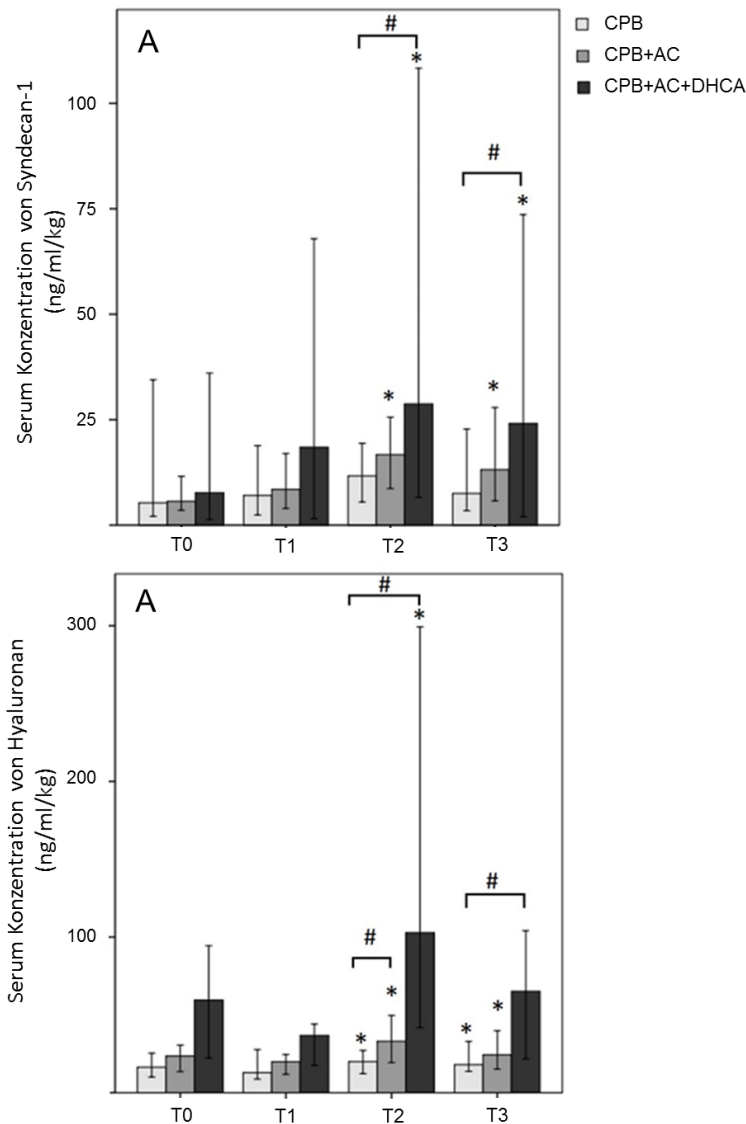 CPB
CPB+AC
CPB+AC+DHCA
A
#
*
#
*
*
*
Serum Konzentration von Syndecan-1
(ng/ml/kg)
100
75
50
25
T0 T1 T2 T3
A
#
*
#
#
*
*
*
*
Serum Konzentration von Hyaluronan
(ng/ml/kg)
300
200
100
T0 T1 T2 T3